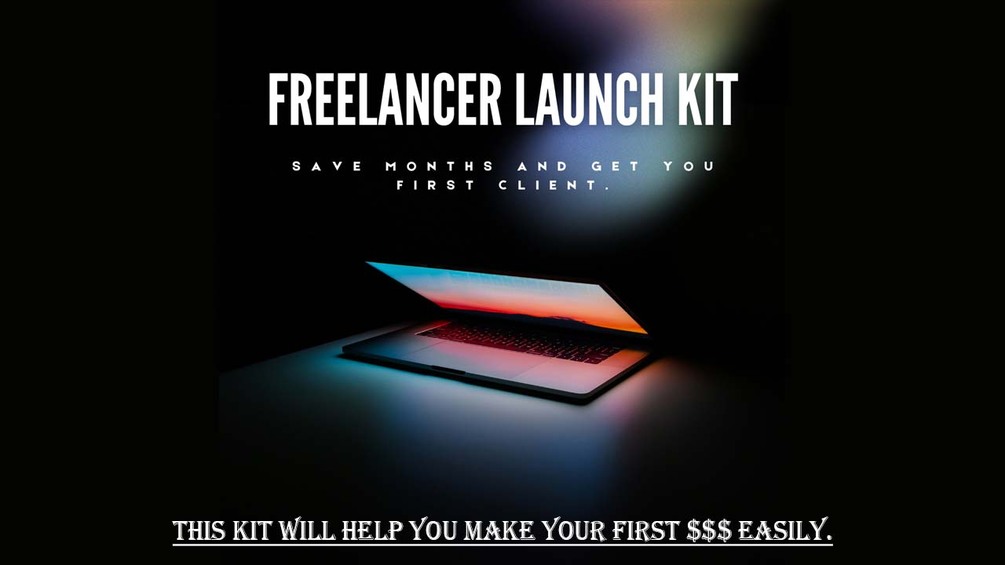 FREELANCER LAUNCH KIT
SAVE MONTHS AND GET YOU
FIRST CLIENT.
THIS KIT WILL HELP YOU MAKE YOUR FIRST $$$ EASILY.